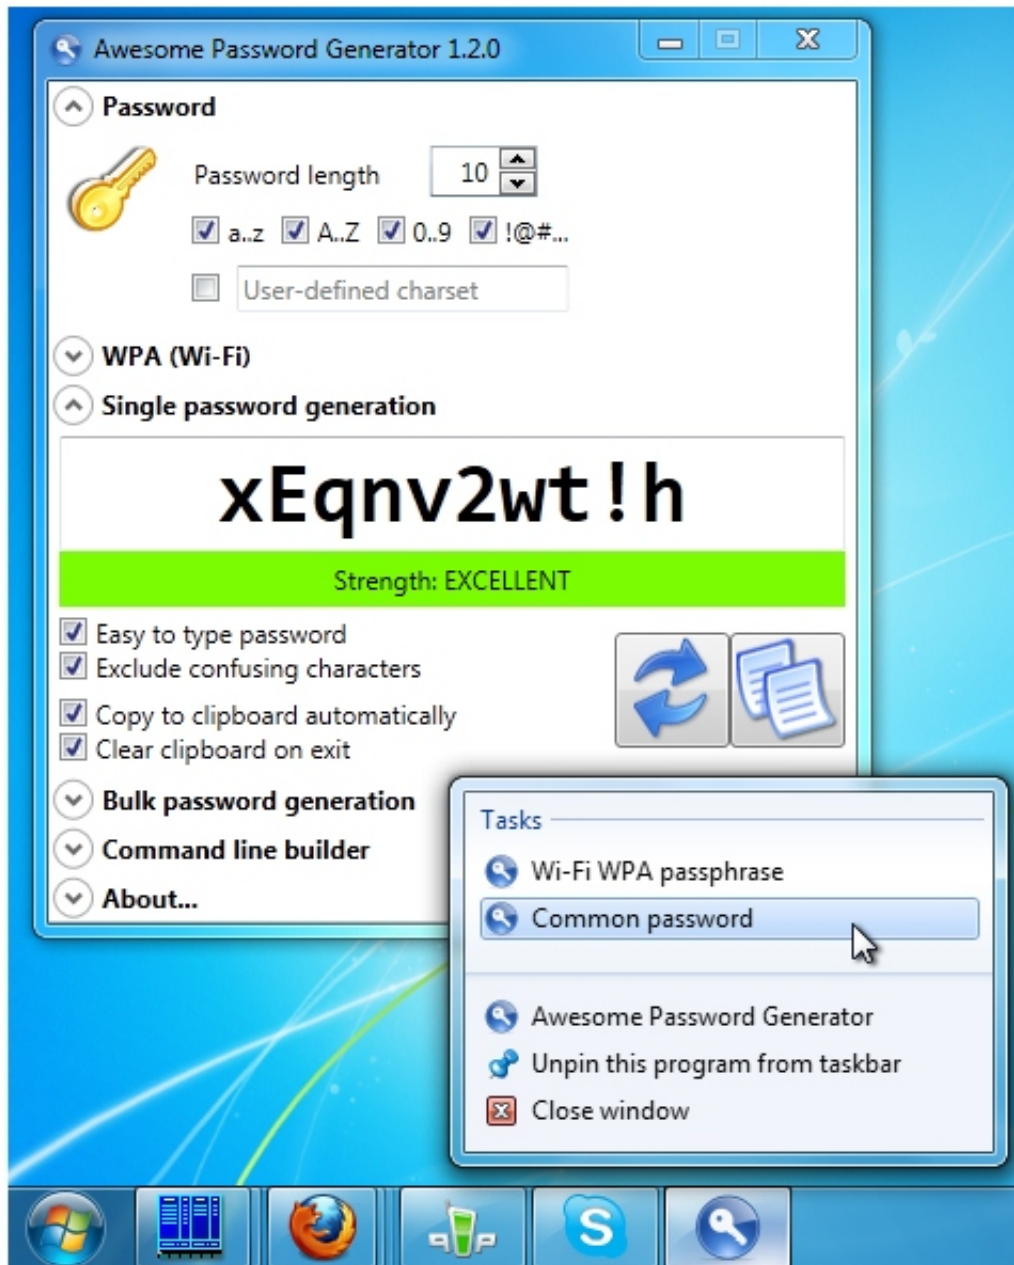 Awesome Password Generator 1.2.0
Password
Password length 10
a..z A..Z 0..9 !@#...
User-defined charset
WPA (Wi-Fi)
Single password generation
xEqnv2wt!h
Strength: EXCELLENT
Easy to type password
Exclude confusing characters
Copy to clipboard automatically
Clear clipboard on exit
Bulk password generation
Command line builder
About...
Tasks
Wi-Fi WPA passphrase
Common password
Awesome Password Generator
Unpin this program from taskbar
Close window